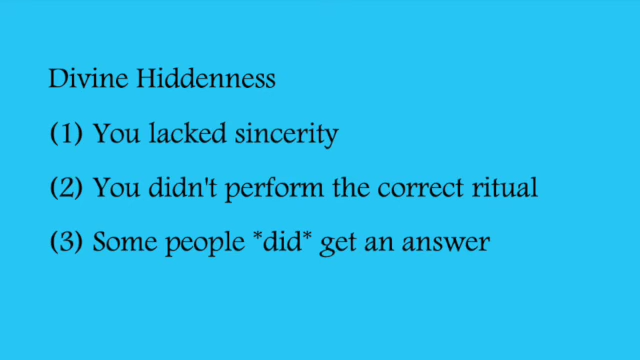 Divine Hiddenness
(1) You lacked sincerity
(2) You didn't perform the correct ritual
(3) Some people *did* get an answer